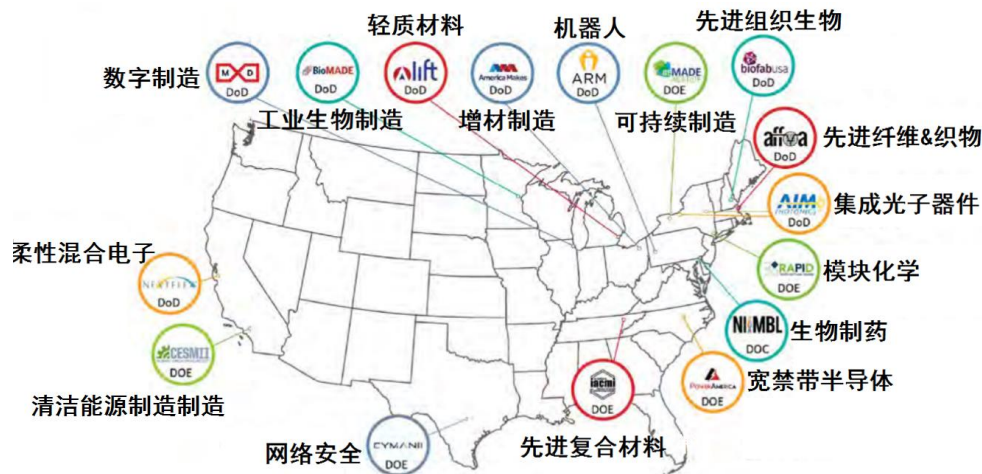 数字制造
MXD
DoD
BioMADE
DoD
工业生物制造
轻质材料
lift
DoD
America Makes
DoD
增材制造
机器人
ARM
DoD
DOE
可持续制造
先进组织生物
biofabusa
DoD
affoa
DoD
先进纤维&织物
AIM
PHOTONICS
DoD
集成光子器件
RAPID
DOE
模块化学
NIIMBL
DOC
生物制药
PowerAmerica
DOE
宽禁带半导体
iacmi
DOE
先进复合材料
CYMANII
DOE
网络安全
CESMII
DOE
清洁能源制造制造
柔性混合电子
NEXTFLEX
DoD